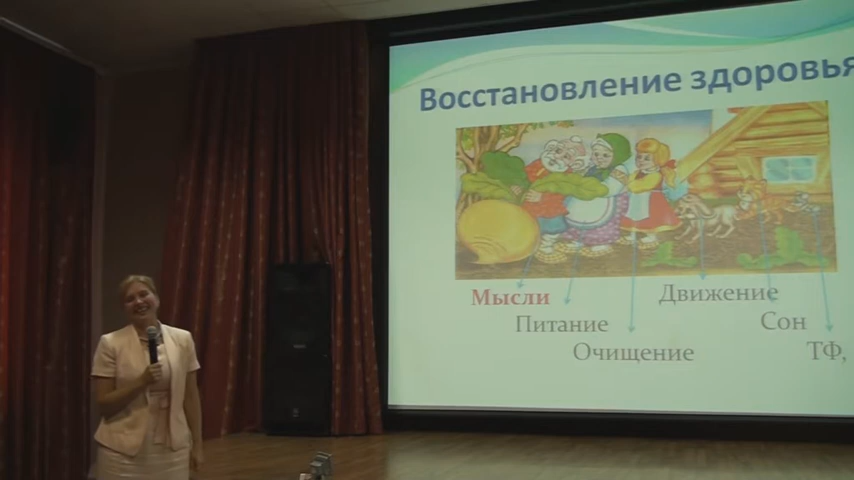 Восстановление здоровья
Мысли
Движение
Питание
Сон
Очищение
ТФ,